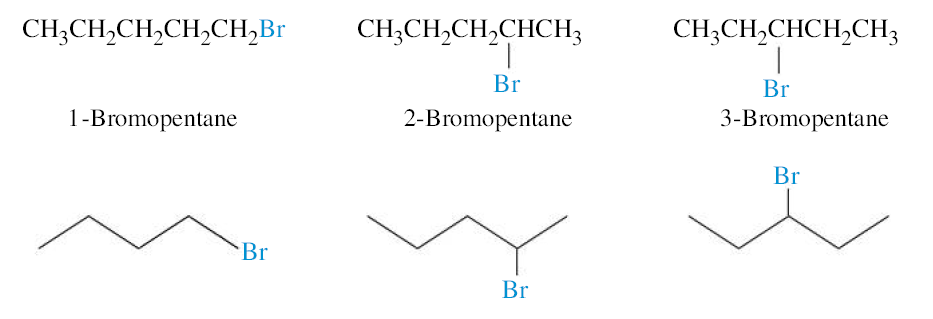 CH₃CH₂CH₂CH₂CH₂Br CH₃CH₂CH₂CHCH₃ CH₃CH₂CHCH₂CH₃
Br Br
1-Bromopentane 2-Bromopentane 3-Bromopentane
Br
Br
Br